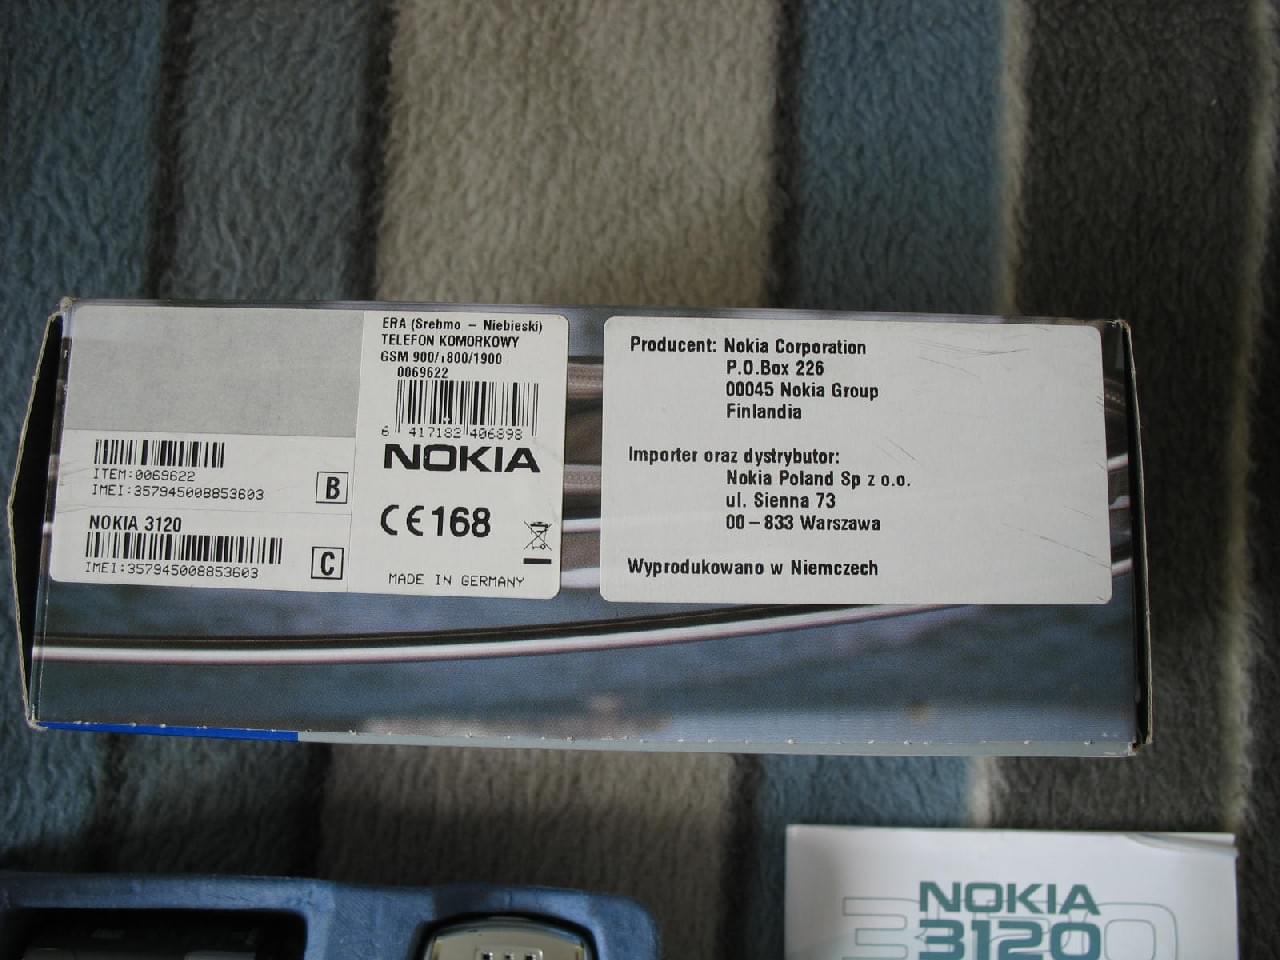 ERA (Srebrno – Niebieski)
TELEFON KOMORKOWY
GSM 900/1800/1900
0069622
6 417182 406898
NOKIA
CE168
MADE IN GERMANY
ITEM:0069622
IMEI:357945008853603
B
NOKIA 3120
IMEI:357945008853603
C
Producent: Nokia Corporation
P.O.Box 226
00045 Nokia Group
Finlandia
Importer oraz dystrybutor:
Nokia Poland Sp z o.o.
ul. Sienna 73
00 – 833 Warszawa
Wyprodukowano w Niemczech
NOKIA
3120